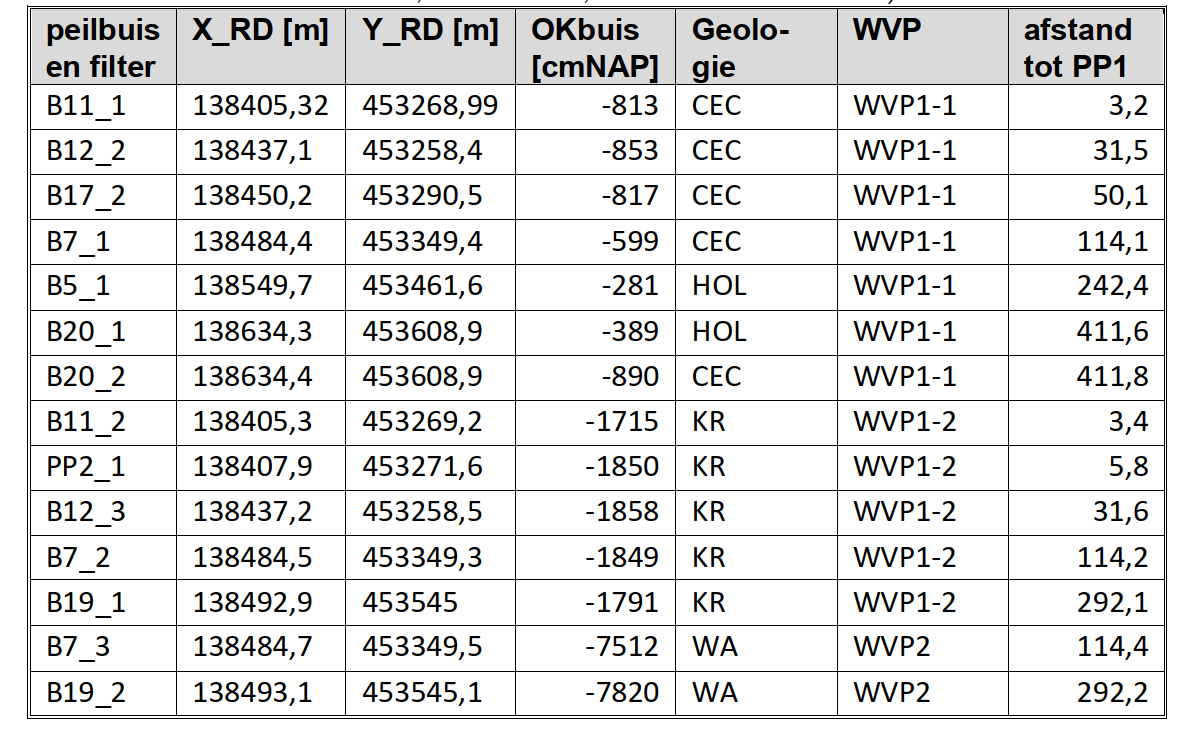 peilbuis en filter X_RD [m] Y_RD [m] OKbuis [cmNAP] Geolo-gie WVP afstand tot PP1
B11_1 138405,32 453268,99 -813 CEC WVP1-1 3,2
B12_2 138437,1 453258,4 -853 CEC WVP1-1 31,5
B17_2 138450,2 453290,5 -817 CEC WVP1-1 50,1
B7_1 138484,4 453349,4 -599 CEC WVP1-1 114,1
B5_1 138549,7 453461,6 -281 HOL WVP1-1 242,4
B20_1 138634,3 453608,9 -389 HOL WVP1-1 411,6
B20_2 138634,4 453608,9 -890 CEC WVP1-1 411,8
B11_2 138405,3 453269,2 -1715 KR WVP1-2 3,4
PP2_1 138407,9 453271,6 -1850 KR WVP1-2 5,8
B12_3 138437,2 453258,5 -1858 KR WVP1-2 31,6
B7_2 138484,5 453349,3 -1849 KR WVP1-2 114,2
B19_1 138492,9 453545 -1791 KR WVP1-2 292,1
B7_3 138484,7 453349,5 -7512 WA WVP2 114,4
B19_2 138493,1 453545,1 -7820 WA WVP2 292,2